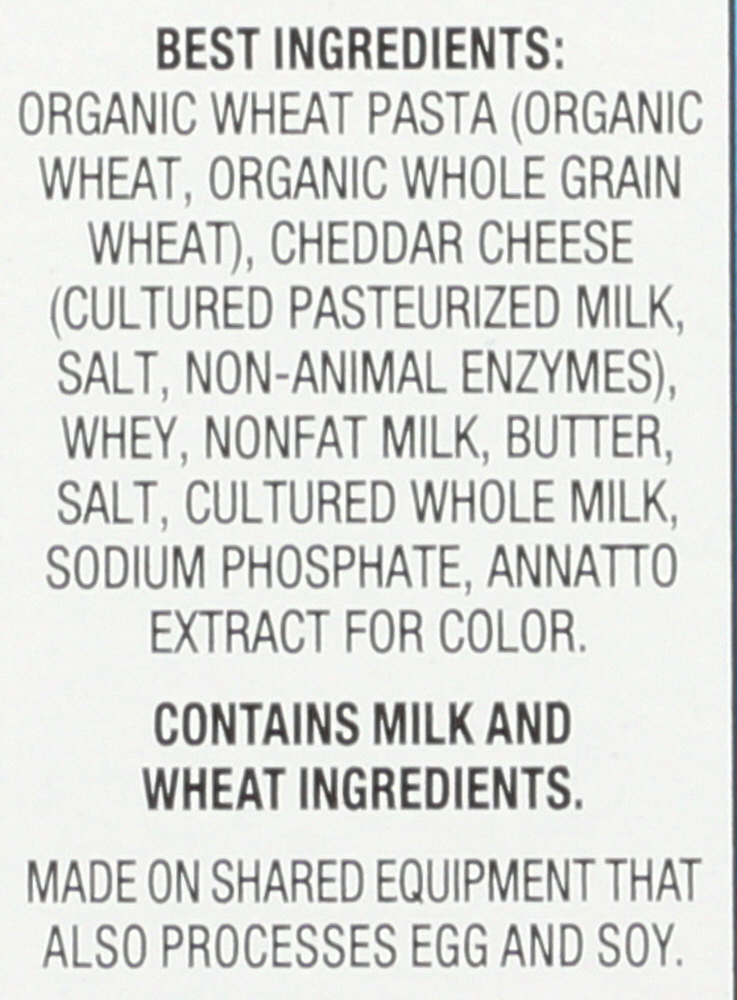 BEST INGREDIENTS:
ORGANIC WHEAT PASTA (ORGANIC
WHEAT, ORGANIC WHOLE GRAIN
WHEAT), CHEDDAR CHEESE
(CULTURED PASTEURIZED MILK,
SALT, NON-ANIMAL ENZYMES),
WHEY, NONFAT MILK, BUTTER,
SALT, CULTURED WHOLE MILK,
SODIUM PHOSPHATE, ANNATTO
EXTRACT FOR COLOR.
CONTAINS MILK AND
WHEAT INGREDIENTS.
MADE ON SHARED EQUIPMENT THAT
ALSO PROCESSES EGG AND SOY.